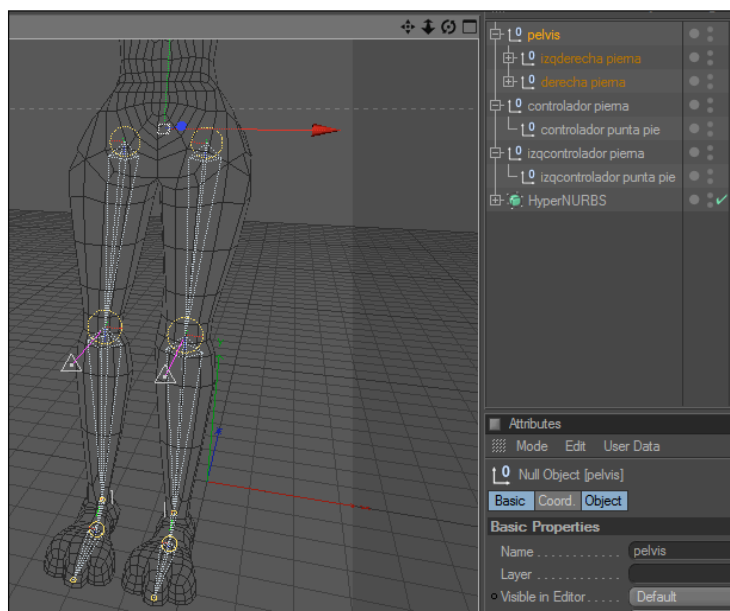 pelvis
izqderecha pierna
derecha pierna
controlador pierna
controlador punta pie
izqcontrolador pierna
izqcontrolador punta pie
HyperNURBS
Attributes
Mode Edit User Data
Null Object [pelvis]
Basic Coord. Object
Basic Properties
Name . . . . . . . . . . . . pelvis
Layer . . . . . . . . . . . .
Visible in Editor . . . . . Default